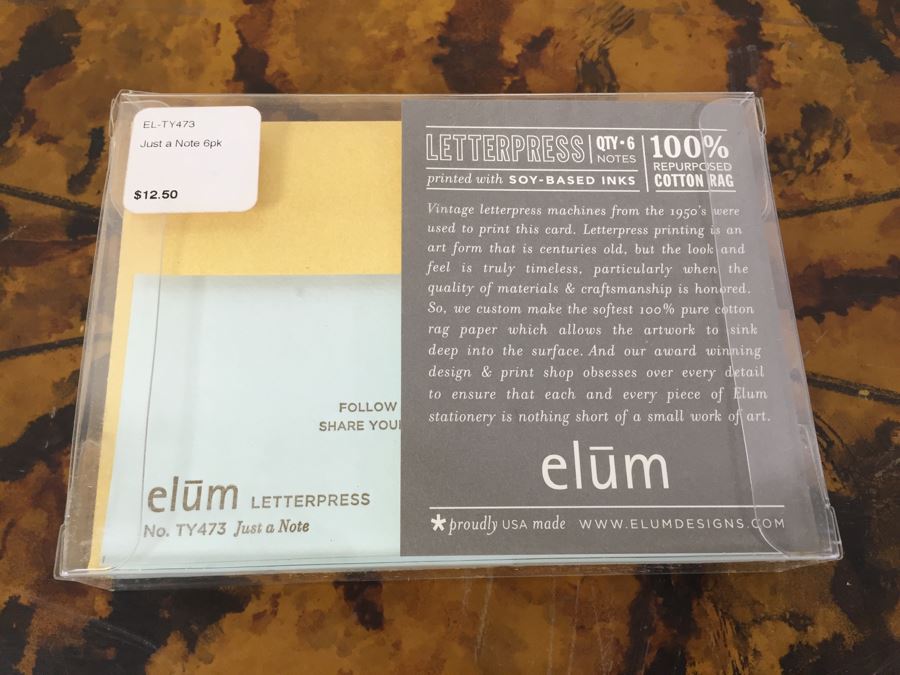 EL-TY473
Just a Note 6pk
$12.50
LETTERPRESS
QTY • 6
NOTES
100%
REPURPOSED
COTTON RAG
printed with SOY-BASED INKS
Vintage letterpress machines from the 1950's were
used to print this card. Letterpress printing is an
art form that is centuries old, but the look and
feel is truly timeless, particularly when the
quality of materials & craftsmanship is honored.
So, we custom make the softest 100% pure cotton
rag paper which allows the artwork to sink
deep into the surface. And our award winning
design & print shop obsesses over every detail
to ensure that each and every piece of Elum
stationery is nothing short of a small work of art.
elūm
*proudly USA made WWW.ELUMDESIGNS.COM
FOLLOW
SHARE YOU
elūm LETTERPRESS
No. TY473 Just a Note